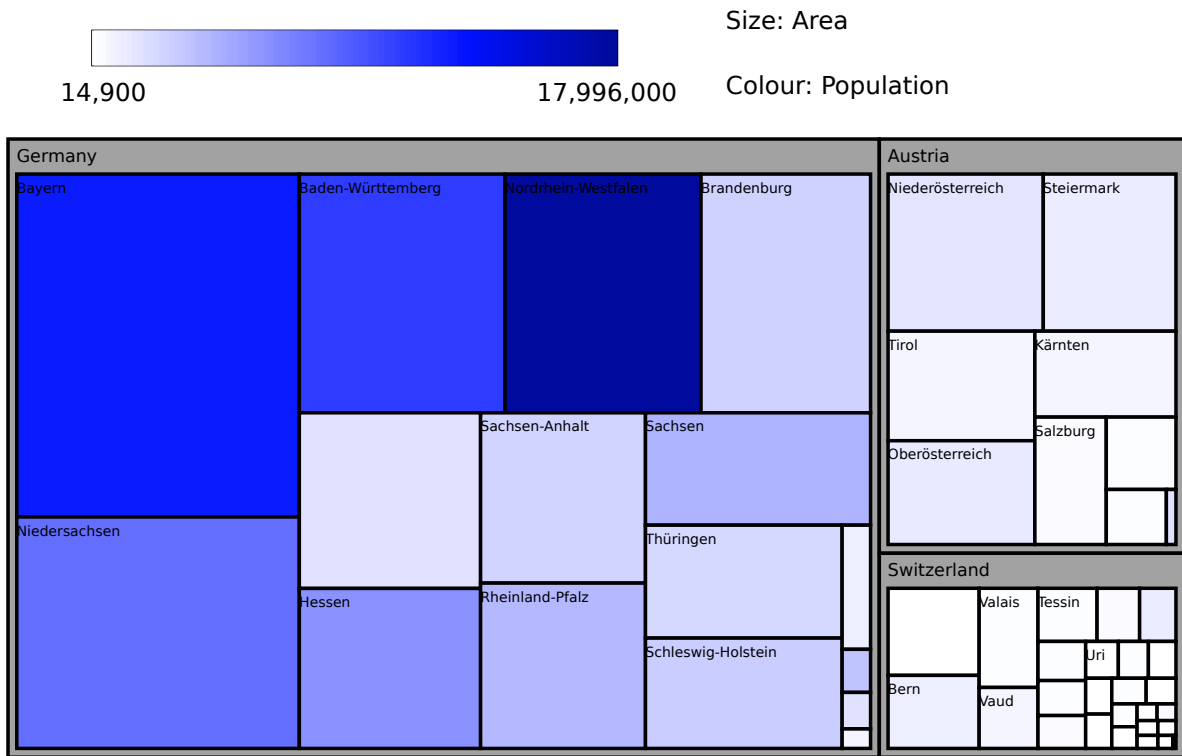 Size: Area
14,900
17,996,000
Colour: Population
Germany
Austria
Bayern
Baden-Württemberg
Nordrhein-Westfalen
Brandenburg
Niederösterreich
Steiermark
Tirol
Kärnten
Sachsen-Anhalt
Sachsen
Salzburg
Oberösterreich
Niedersachsen
Thüringen
Switzerland
Hessen
Rheinland-Pfalz
Valais
Tessin
Schleswig-Holstein
Uri
Bern
Vaud